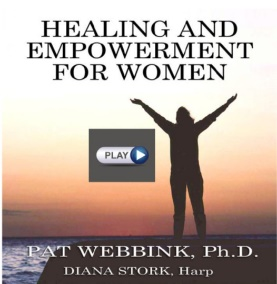 HEALING AND
EMPOWERMENT
FOR WOMEN
PLAY
PAT WEBBINK, Ph.D.
DIANA STORK, Harp